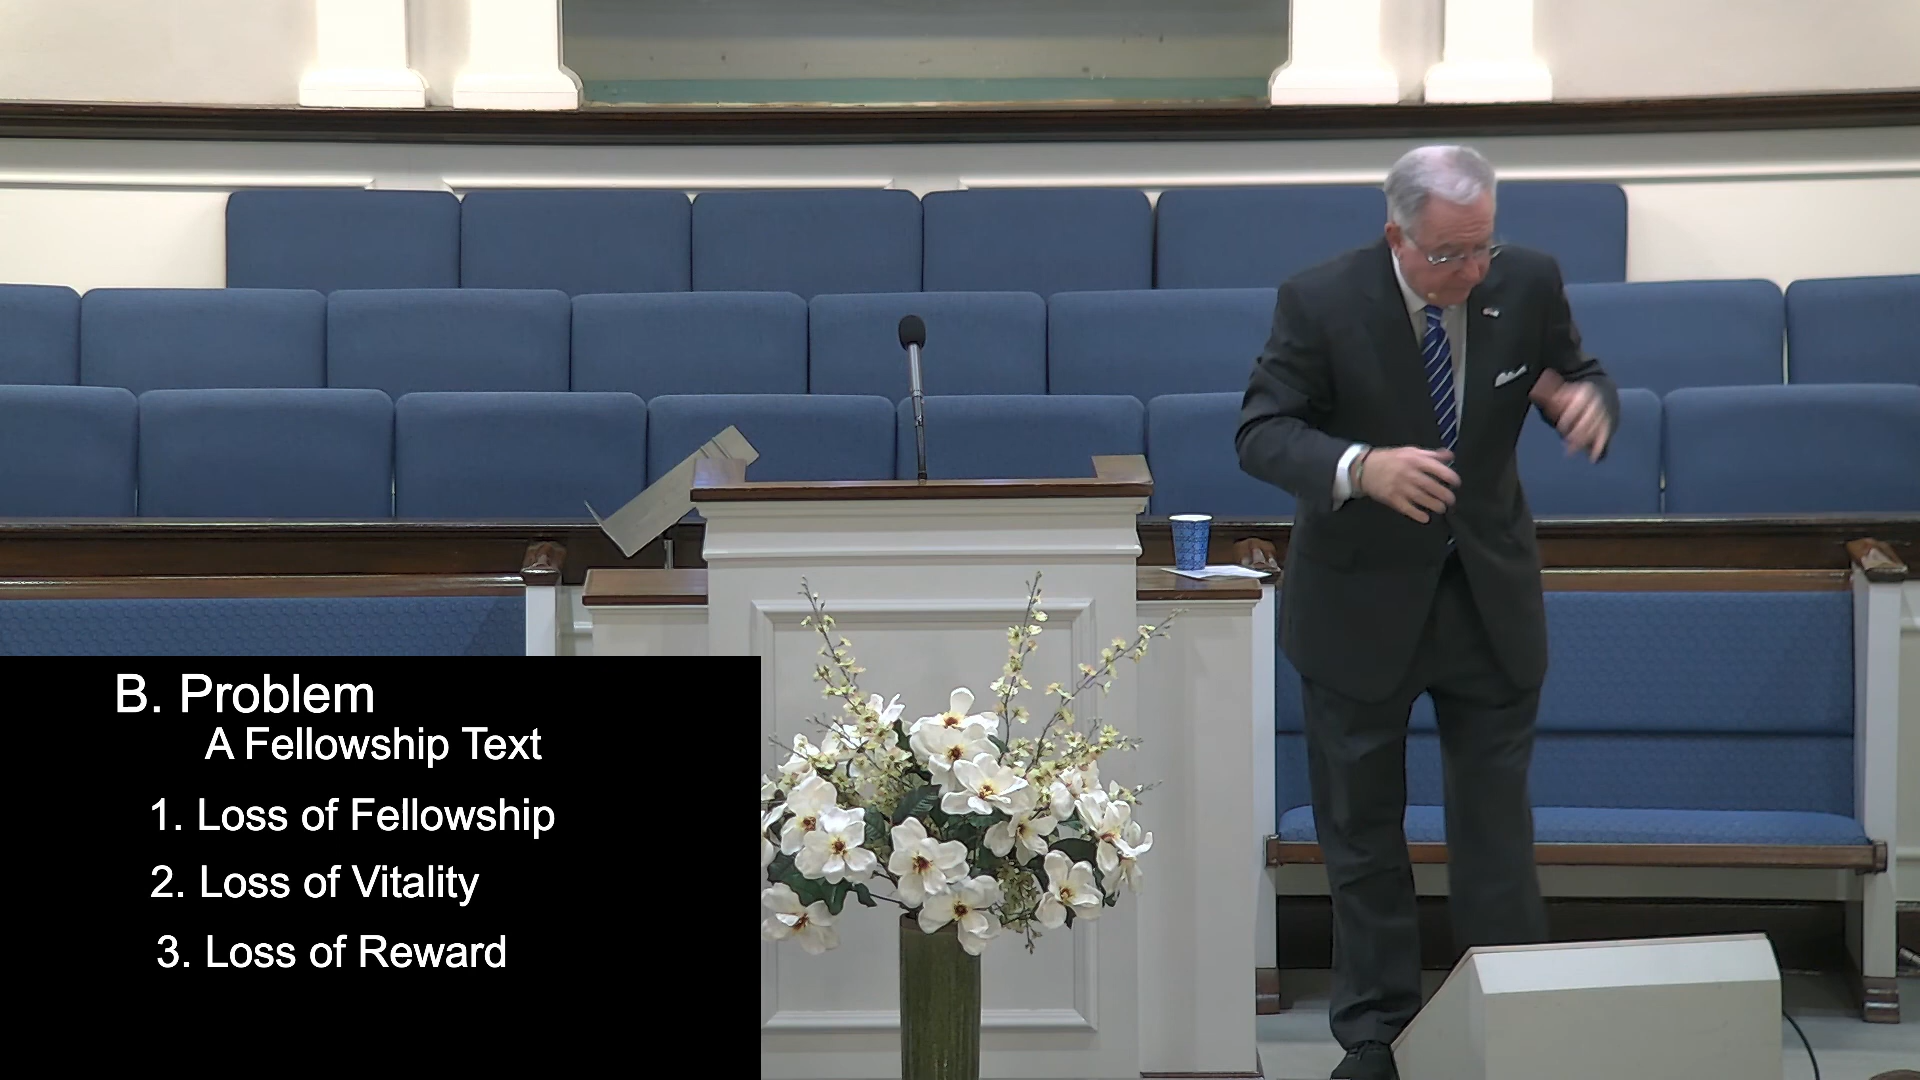 B. Problem
A Fellowship Text
1. Loss of Fellowship
2. Loss of Vitality
3. Loss of Reward